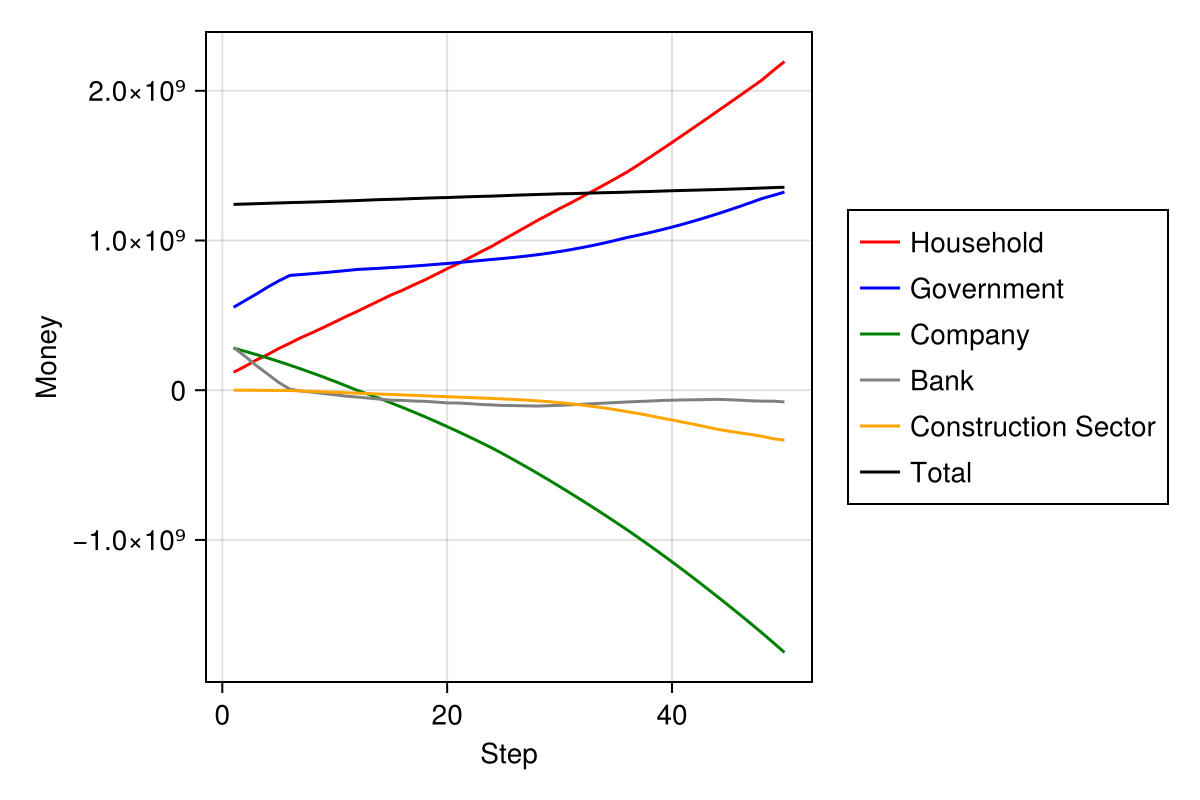 Money
2.0×10⁹
1.0×10⁹
0
−1.0×10⁹
0
20
40
Step
Household
Government
Company
Bank
Construction Sector
Total